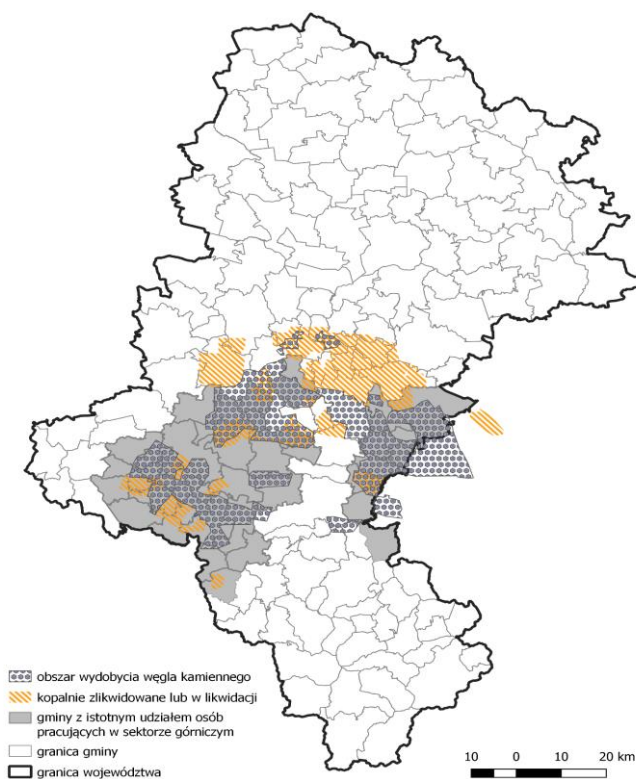 obszar wydobycia węgla kamiennego
kopalnie zlikwidowane lub w likwidacji
gminy z istotnym udziałem osób
pracujących w sektorze górniczym
granica gminy
granica województwa
10 0 10 20 km